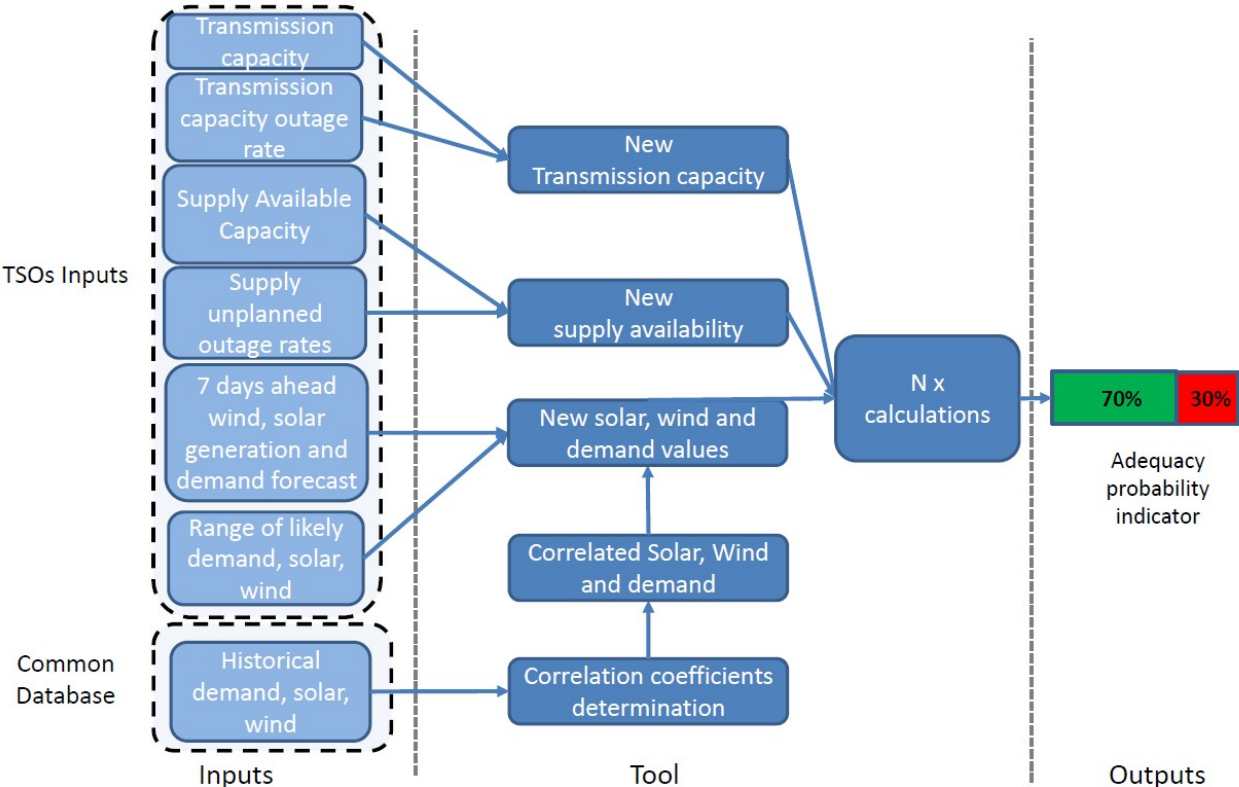 Transmission
capacity
Transmission
capacity outage
rate
Supply Available
Capacity
TSOs Inputs
Supply
unplanned
outage rates
7 days ahead
wind, solar
generation and
demand forecast
Range of likely
demand, solar,
wind
Common
Database
Historical
demand, solar,
wind
Inputs
New
Transmission capacity
New
supply availability
New solar, wind and
demand values
Correlated Solar, Wind
and demand
Correlation coefficients
determination
N x
calculations
Tool
70%
30%
Adequacy
probability
indicator
Outputs